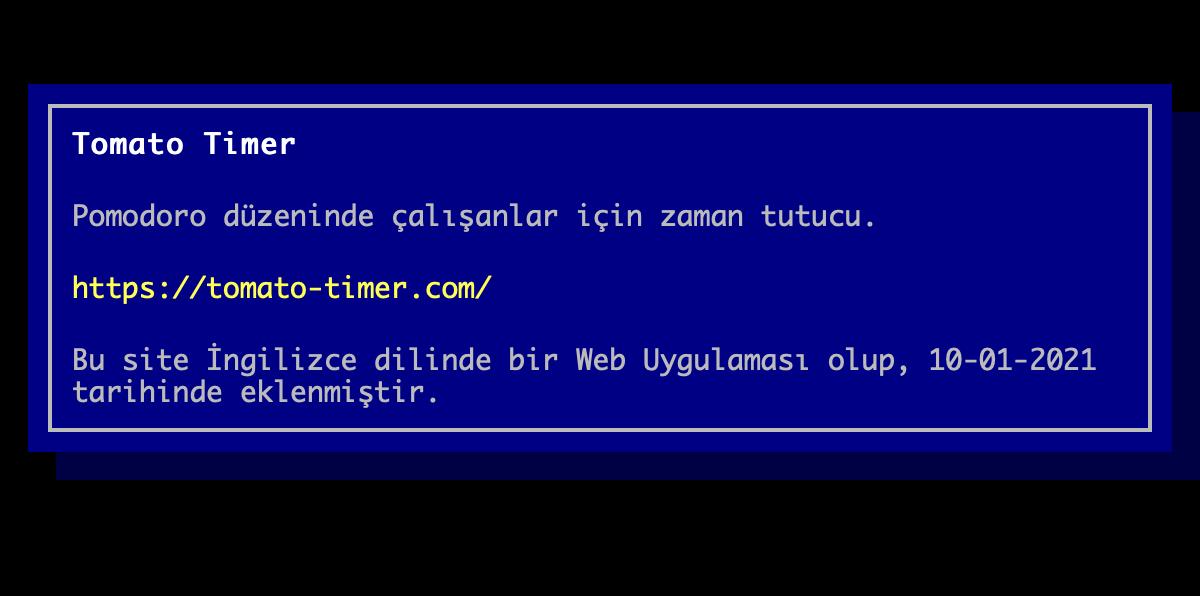 Tomato Timer
Pomodoro düzeninde çalışanlar için zaman tutucu.
https://tomato-timer.com/
Bu site İngilizce dilinde bir Web Uygulaması olup, 10-01-2021
tarihinde eklenmiştir.